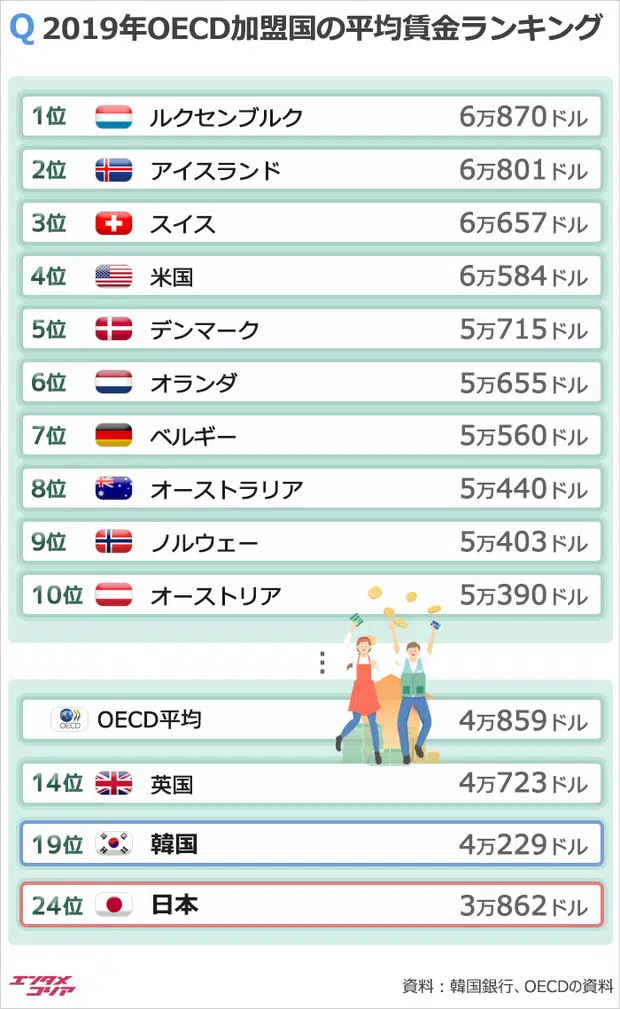 Q 2019年OECD加盟国の平均賃金ランキング
1位 ルクセンブルク 6万870ドル
2位 アイスランド 6万801ドル
3位 スイス 6万657ドル
4位 米国 6万584ドル
5位 デンマーク 5万715ドル
6位 オランダ 5万655ドル
7位 ベルギー 5万560ドル
8位 オーストラリア 5万440ドル
9位 ノルウェー 5万403ドル
10位 オーストリア 5万390ドル
OECD OECD平均 4万859ドル
14位 英国 4万723ドル
19位 韓国 4万229ドル
24位 日本 3万862ドル
エンタメ
コリア
資料：韓国銀行、OECDの資料